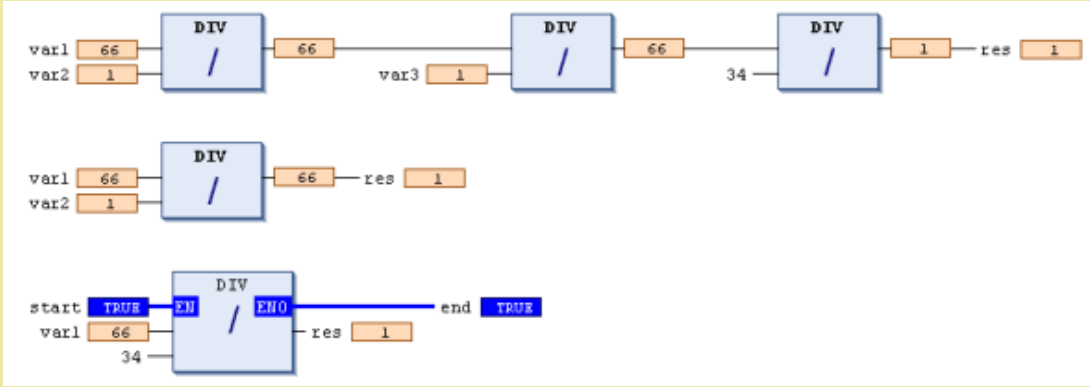 DIV DIV DIV
var1 66 / 66 / 66 / 1 res 1
var2 1 var3 1 34
DIV
var1 66 / 66 res 1
var2 1
DIV
start TRUE EN ENO end TRUE
var1 66 / res 1
34